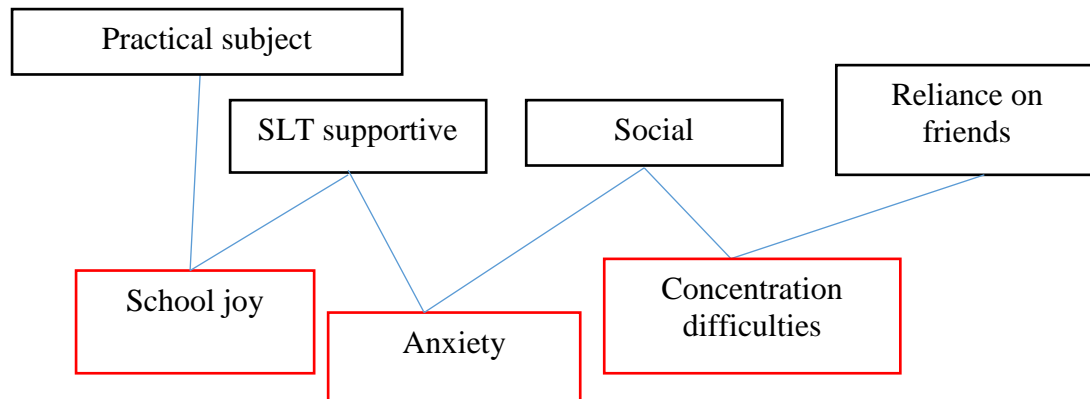 Practical subject
SLT supportive
Social
Reliance on
friends
School joy
Anxiety
Concentration
difficulties